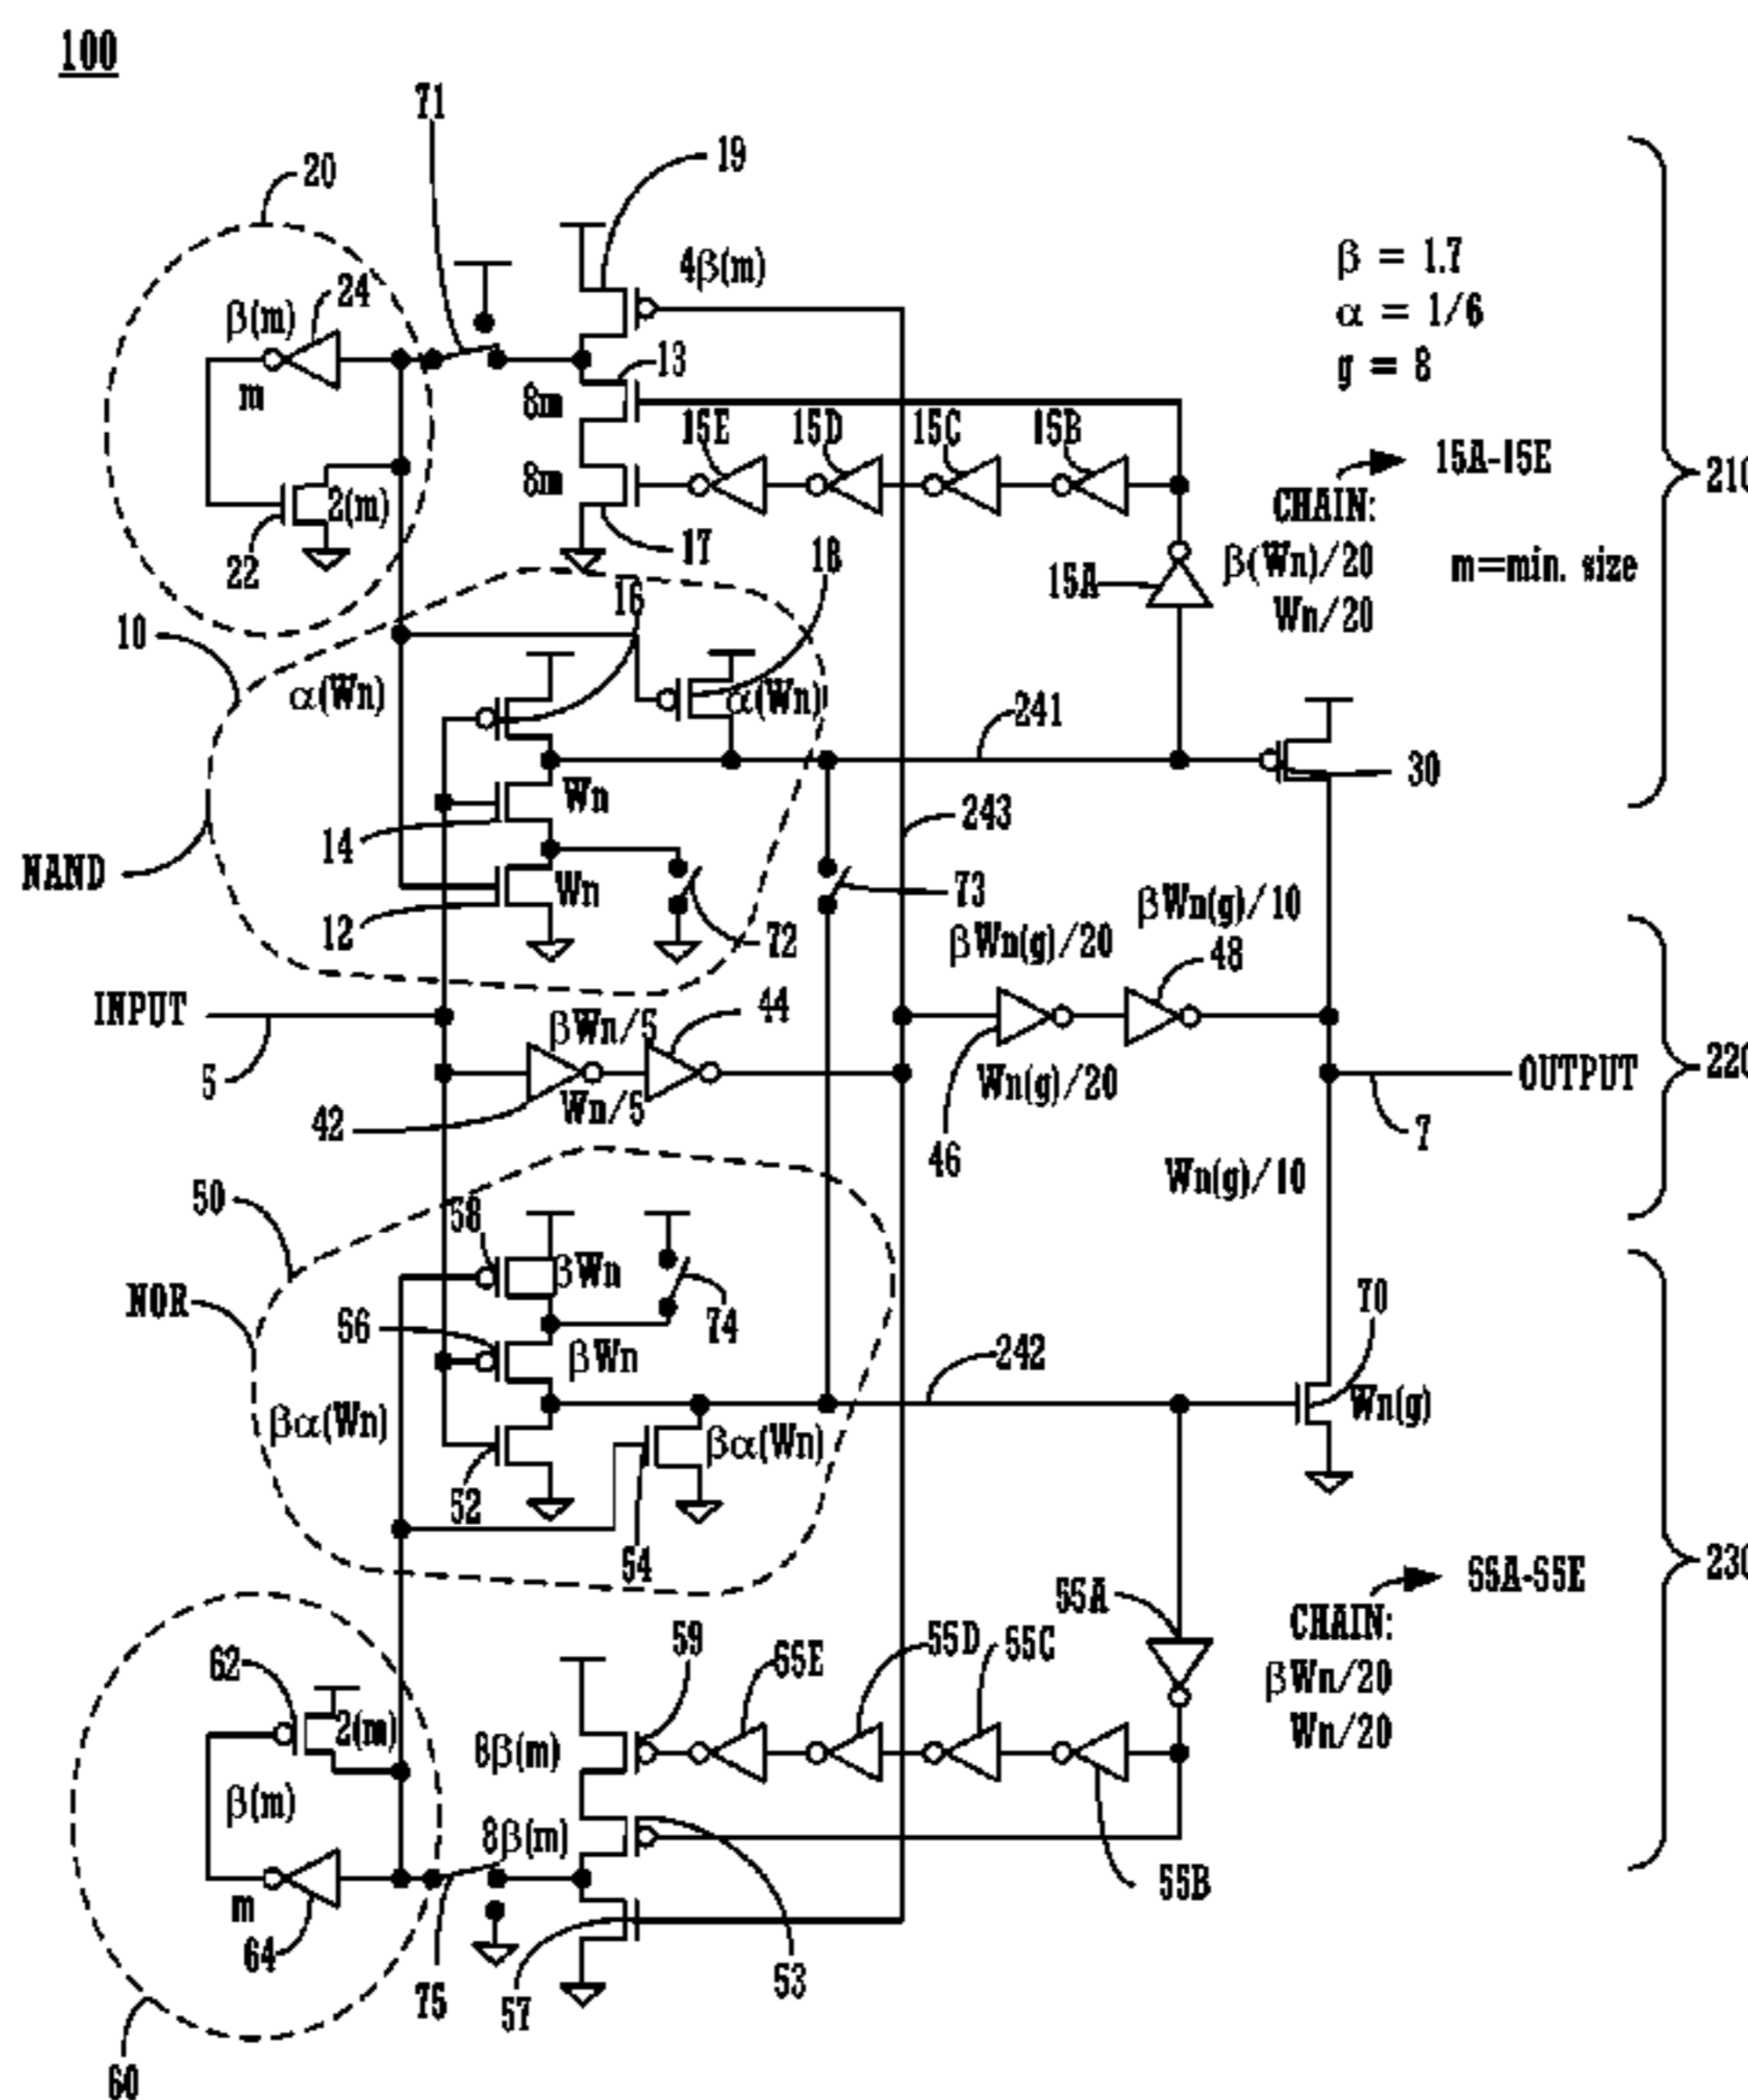 100
71
19
20
4β(m)
β = 1.7
α = 1/6
g = 8
β(m)
24
m
13
8m
15E
15D
15C
15B
15A-15E
210
8m
CHAIN:
2(m)
22
17
18
15A
β(Wn)/20
m=min. size
Wn/20
10
16
α(Wn)
α(Wn)
241
30
Wn
14
243
NAND
Wn
12
72
73
βWn(g)/10
βWn(g)/20
48
INPUT
5
βWn/5
44
42
Wn/5
Wn(g)/20
46
OUTPUT
7
220
Wn(g)/10
50
58
βWn
NOR
74
56
βWn
242
70
Wn(g)
βα(Wn)
βα(Wn)
52
54
55A
55A-55E
230
CHAIN:
βWn/20
Wn/20
62
59
55E
55D
55C
2(m)
8β(m)
β(m)
8β(m)
m
64
55B
75
57
53
60